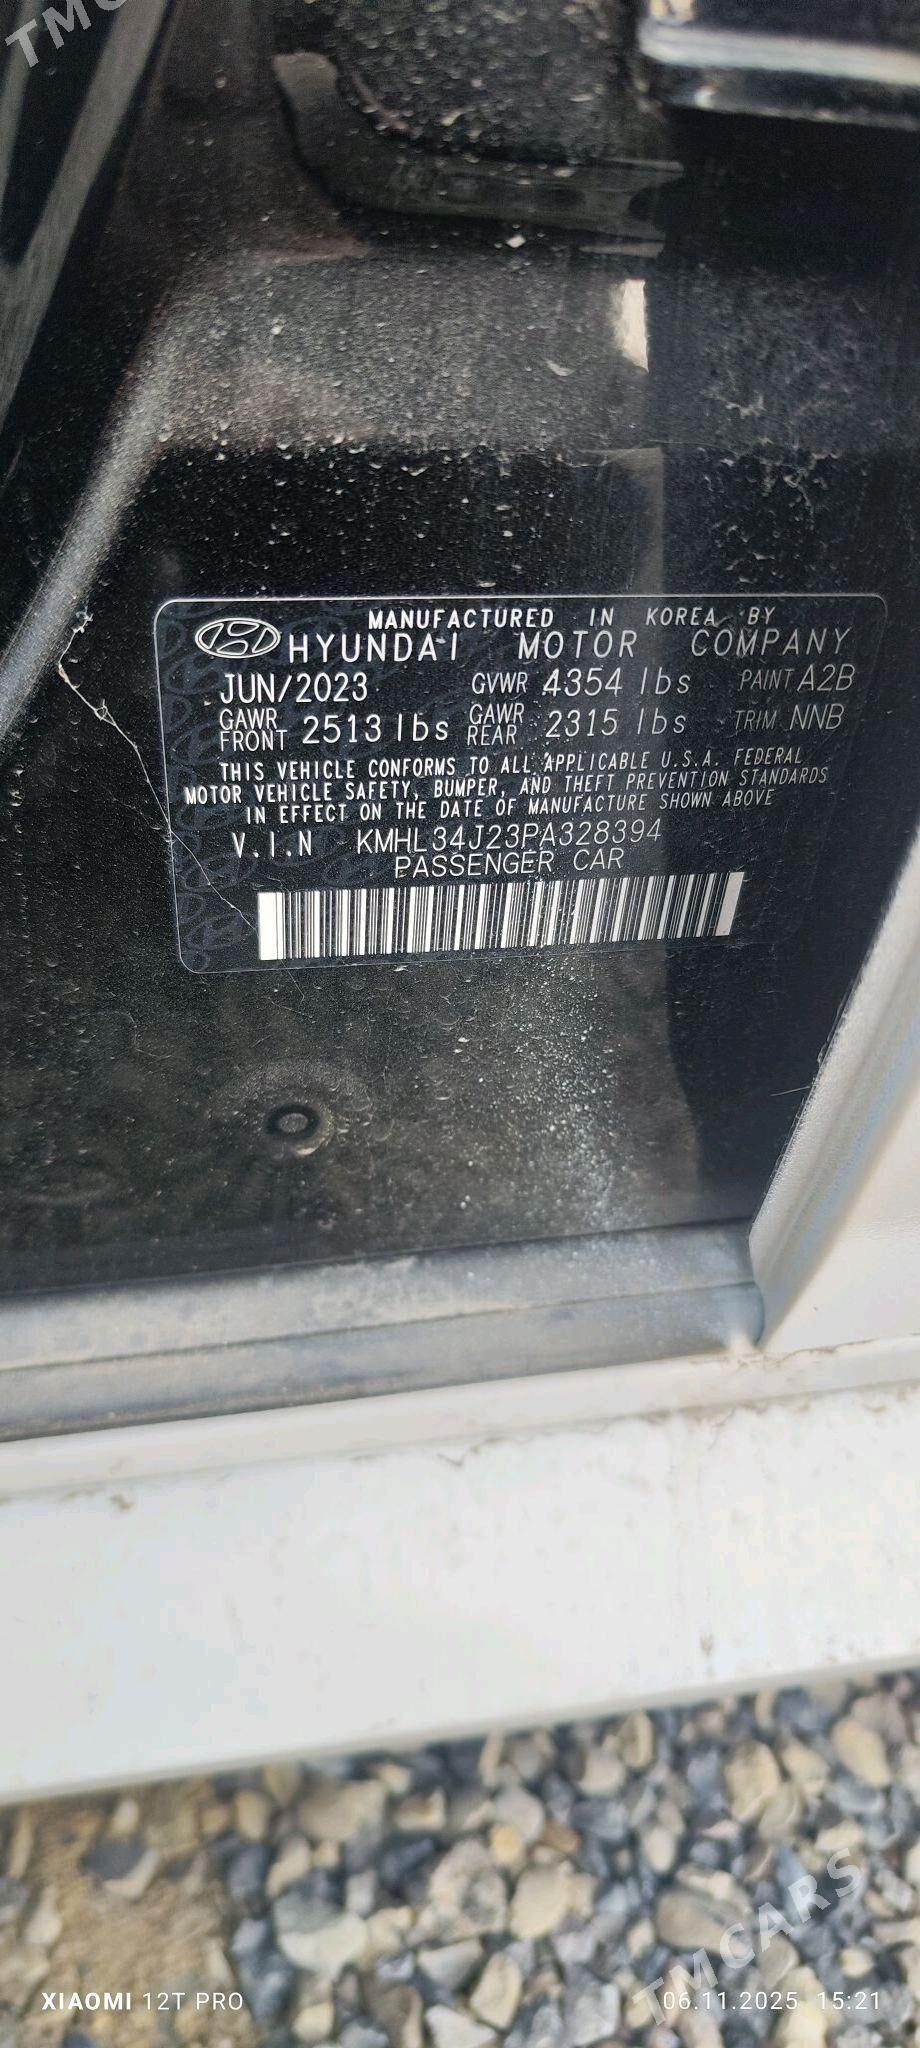 TMC
MANUFACTURED IN KOREA BY
HYUNDAI MOTOR COMPANY
JUN/2023 GVWR 4354 lbs PAINT A2B
GAWR FRONT 2513 lbs GAWR REAR 2315 lbs TRIM NNB
THIS VEHICLE CONFORMS TO ALL APPLICABLE U.S.A. FEDERAL
MOTOR VEHICLE SAFETY, BUMPER, AND THEFT PREVENTION STANDARDS
IN EFFECT ON THE DATE OF MANUFACTURE SHOWN ABOVE
V.I.N KMHL34J23PA328394
PASSENGER CAR
TMCARS
XIAOMI 12T PRO 06.11.2025 15:21